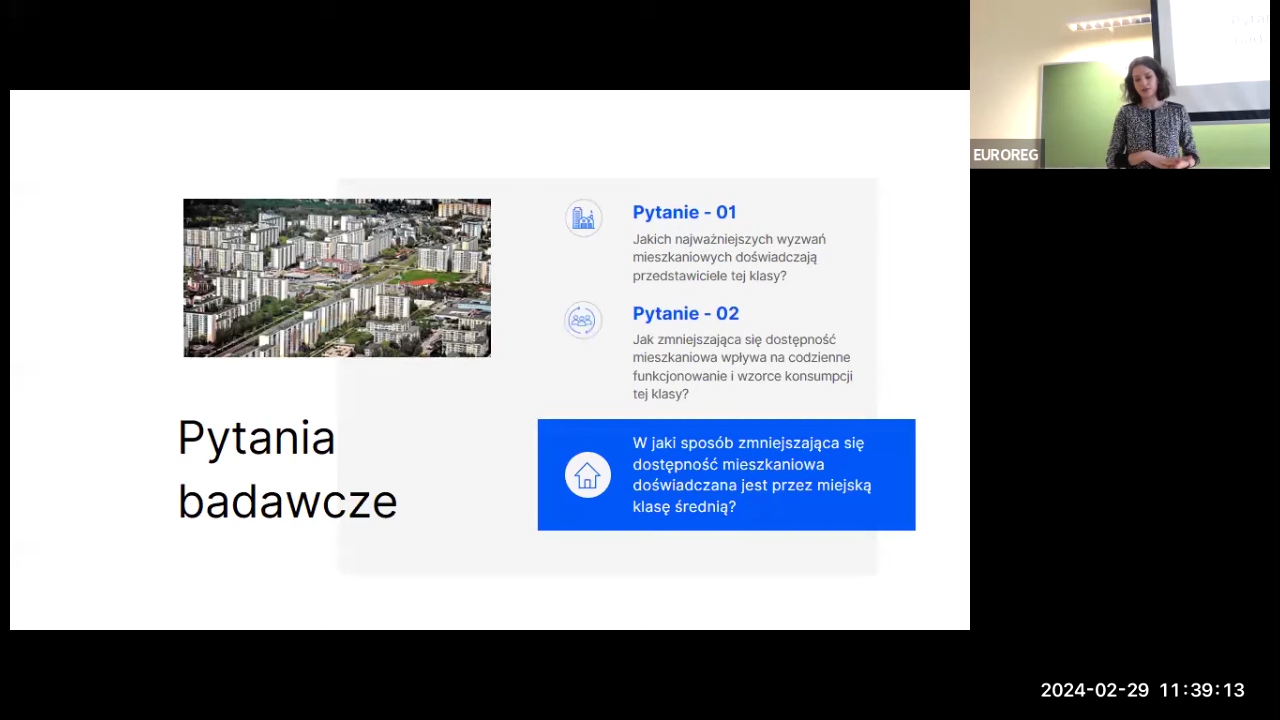 EUROREG
Pytanie - 01
Jakich najważniejszych wyzwań
mieszkaniowych doświadczają
przedstawiciele tej klasy?
Pytanie - 02
Jak zmniejszająca się dostępność
mieszkaniowa wpływa na codzienne
funkcjonowanie i wzorce konsumpcji
tej klasy?
Pytania
badawcze
W jaki sposób zmniejszająca się
dostępność mieszkaniowa
doświadczana jest przez miejską
klasę średnią?
2024-02-29 11:39:13